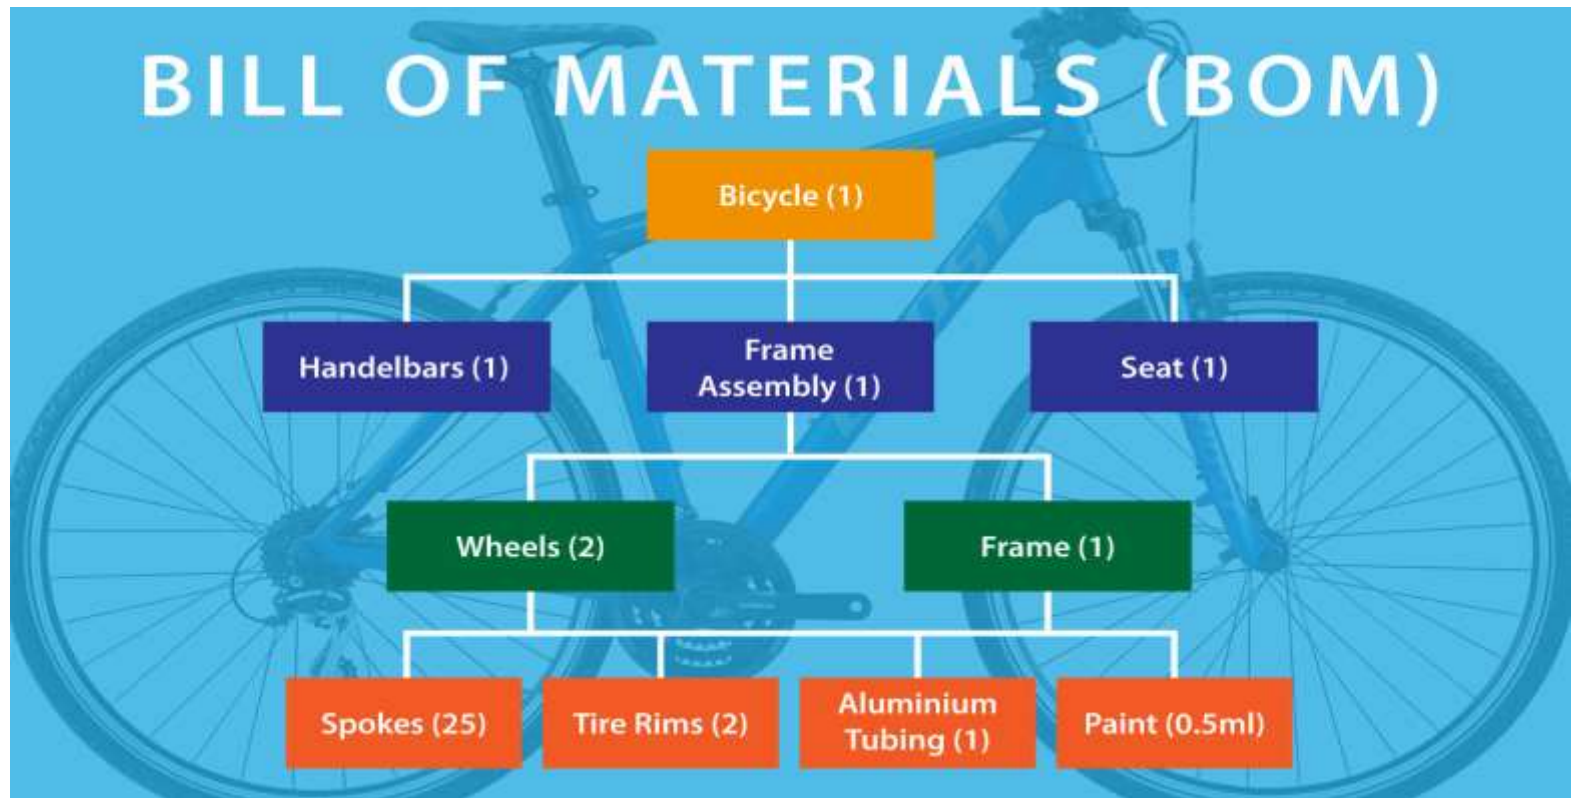 BILL OF MATERIALS (BOM)
Bicycle (1)
Handelbars (1)
Frame
Assembly (1)
Seat (1)
Wheels (2)
Frame (1)
Spokes (25)
Tire Rims (2)
Aluminium
Tubing (1)
Paint (0.5ml)